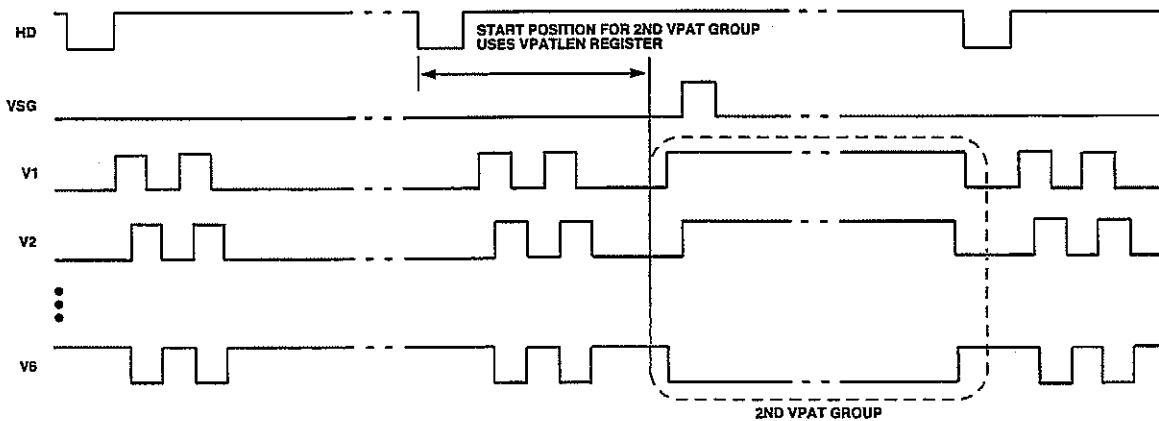 HD
START POSITION FOR 2ND VPAT GROUP
USES VPATLEN REGISTER
VSG
V1
V2
V6
2ND VPAT GROUP